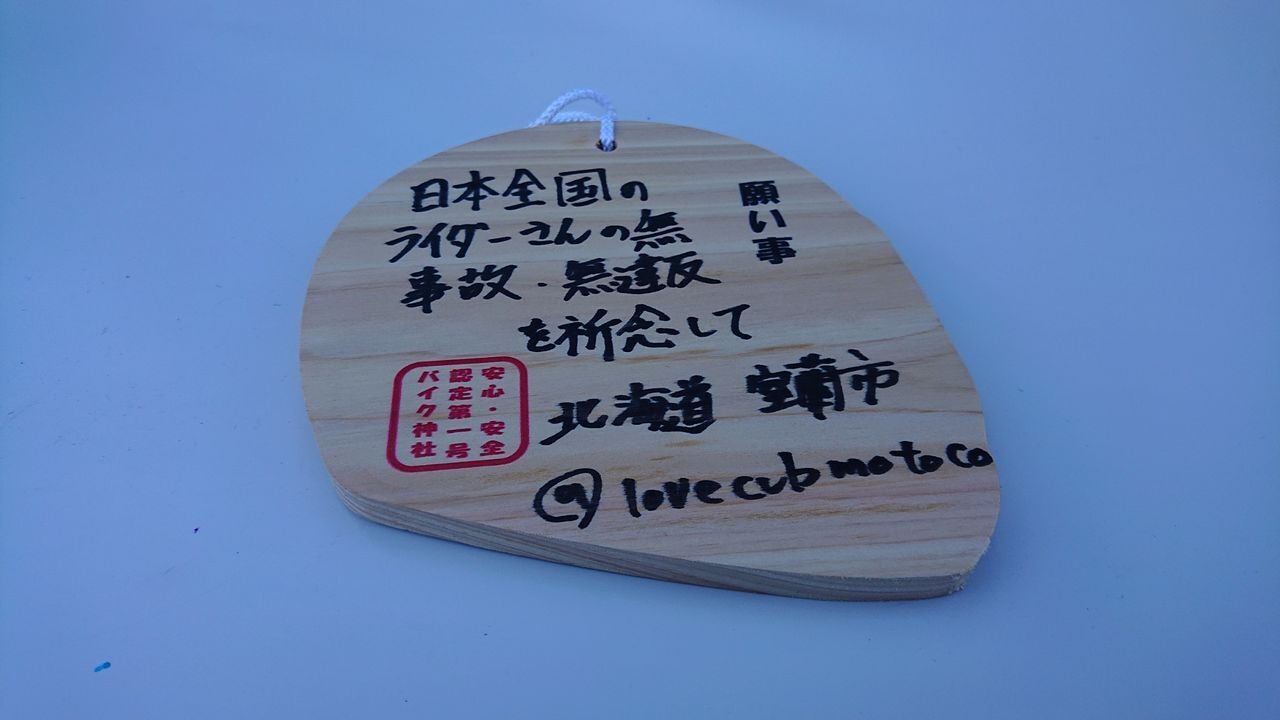 願い事
日本全国の
ライダーさんの無
事故・無違反
を祈念して
北海道 室蘭市
@lovecubmotoco
安心・安全
認定第一号
バイク神社